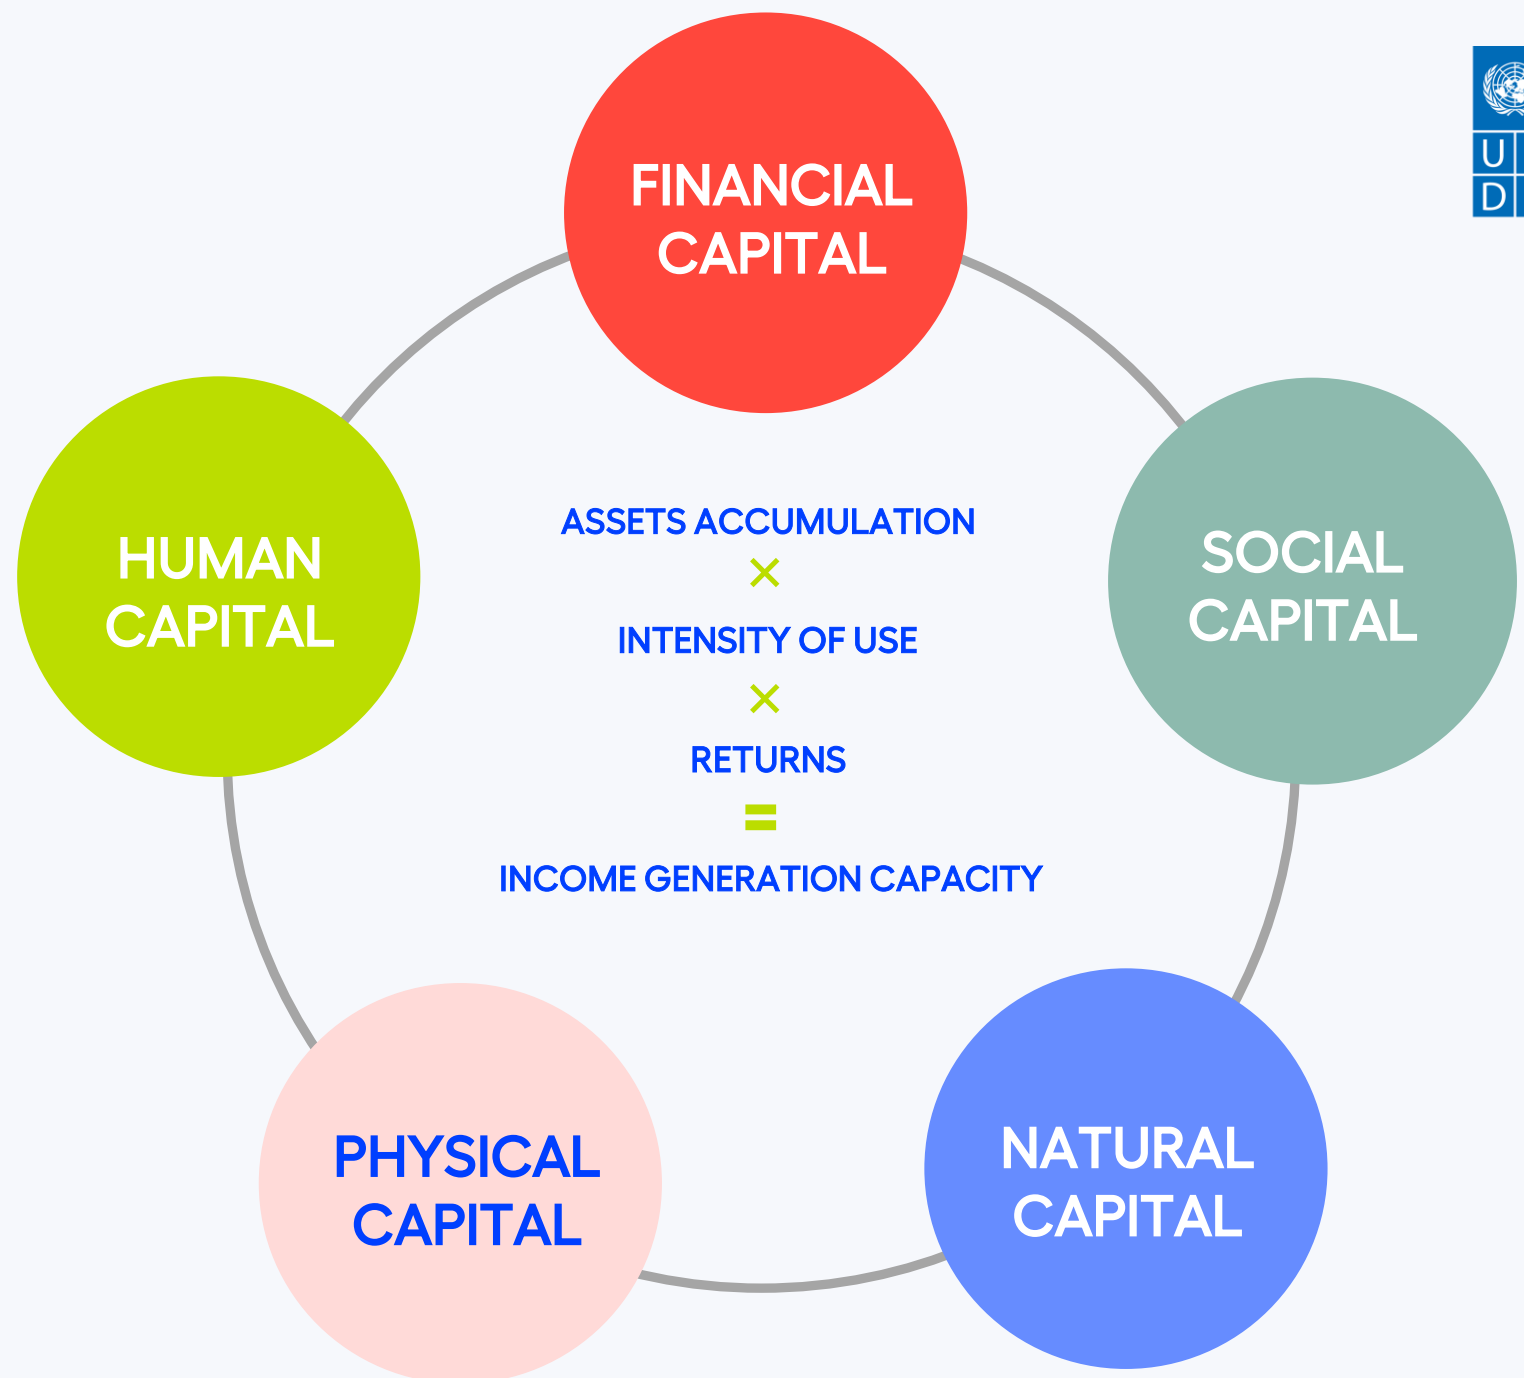 FINANCIAL
CAPITAL
U
D
HUMAN
CAPITAL
ASSETS ACCUMULATION
×
INTENSITY OF USE
×
RETURNS
=
INCOME GENERATION CAPACITY
SOCIAL
CAPITAL
PHYSICAL
CAPITAL
NATURAL
CAPITAL